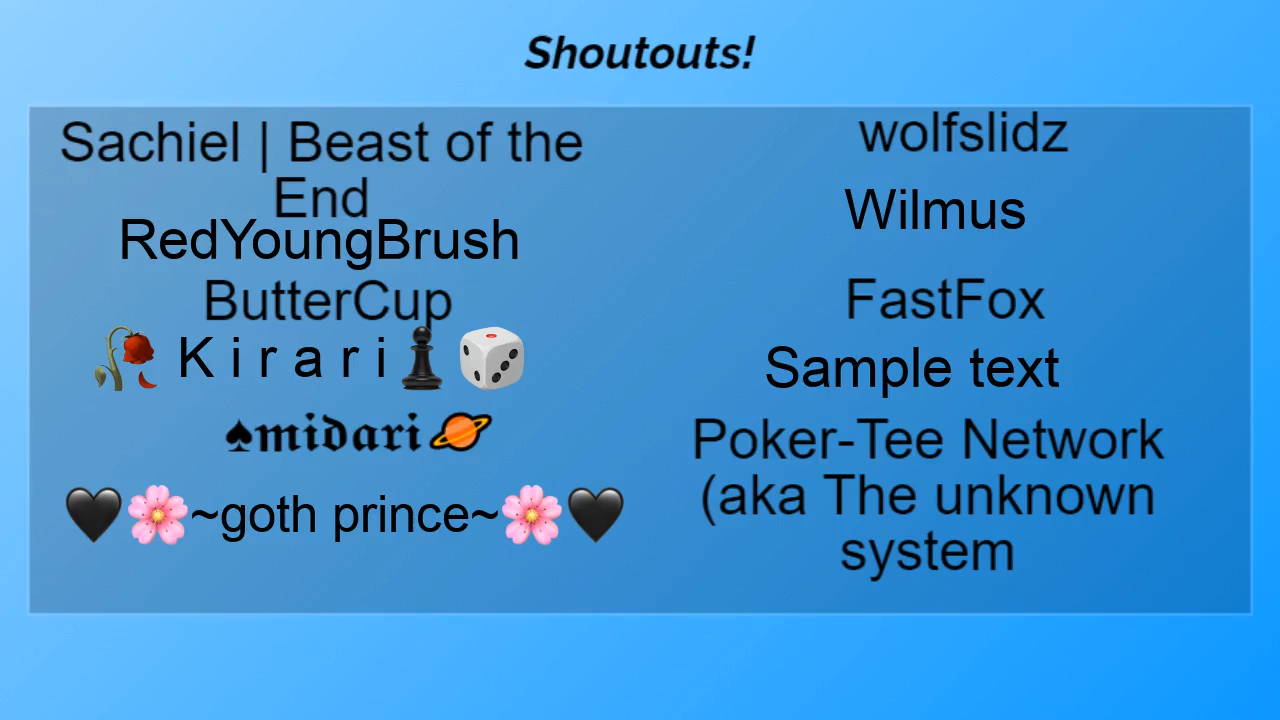 Shoutouts!
Sachiel | Beast of the
End
RedYoungBrush
ButterCup
🥀 K i r a r i♟️🎲
♠𝖒𝖎𝖉𝖆𝖗𝖎🪐
🖤🌸~goth prince~🌸🖤
wolfslidz
Wilmus
FastFox
Sample text
Poker-Tee Network
(aka The unknown
system